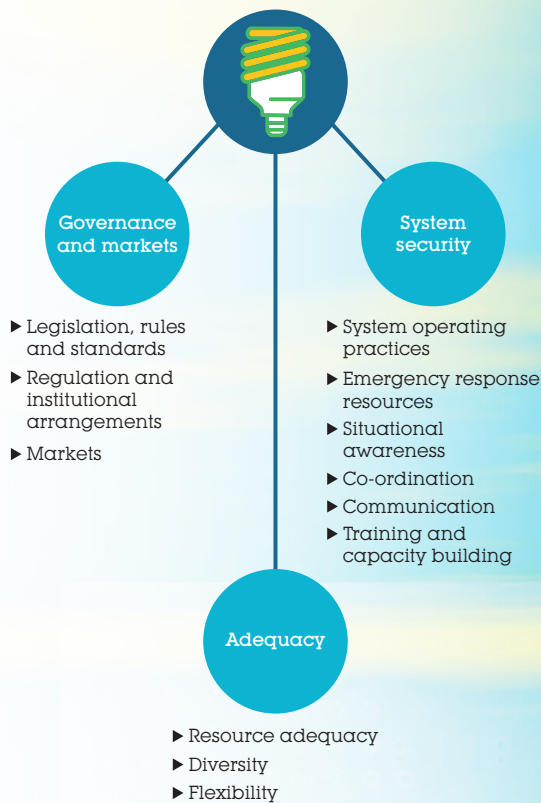 Governance
and markets
▶ Legislation, rules
and standards
▶ Regulation and
institutional
arrangements
▶ Markets
System
security
▶ System operating
practices
▶ Emergency response
resources
▶ Situational
awareness
▶ Co-ordination
▶ Communication
▶ Training and
capacity building
Adequacy
▶ Resource adequacy
▶ Diversity
▶ Flexibility